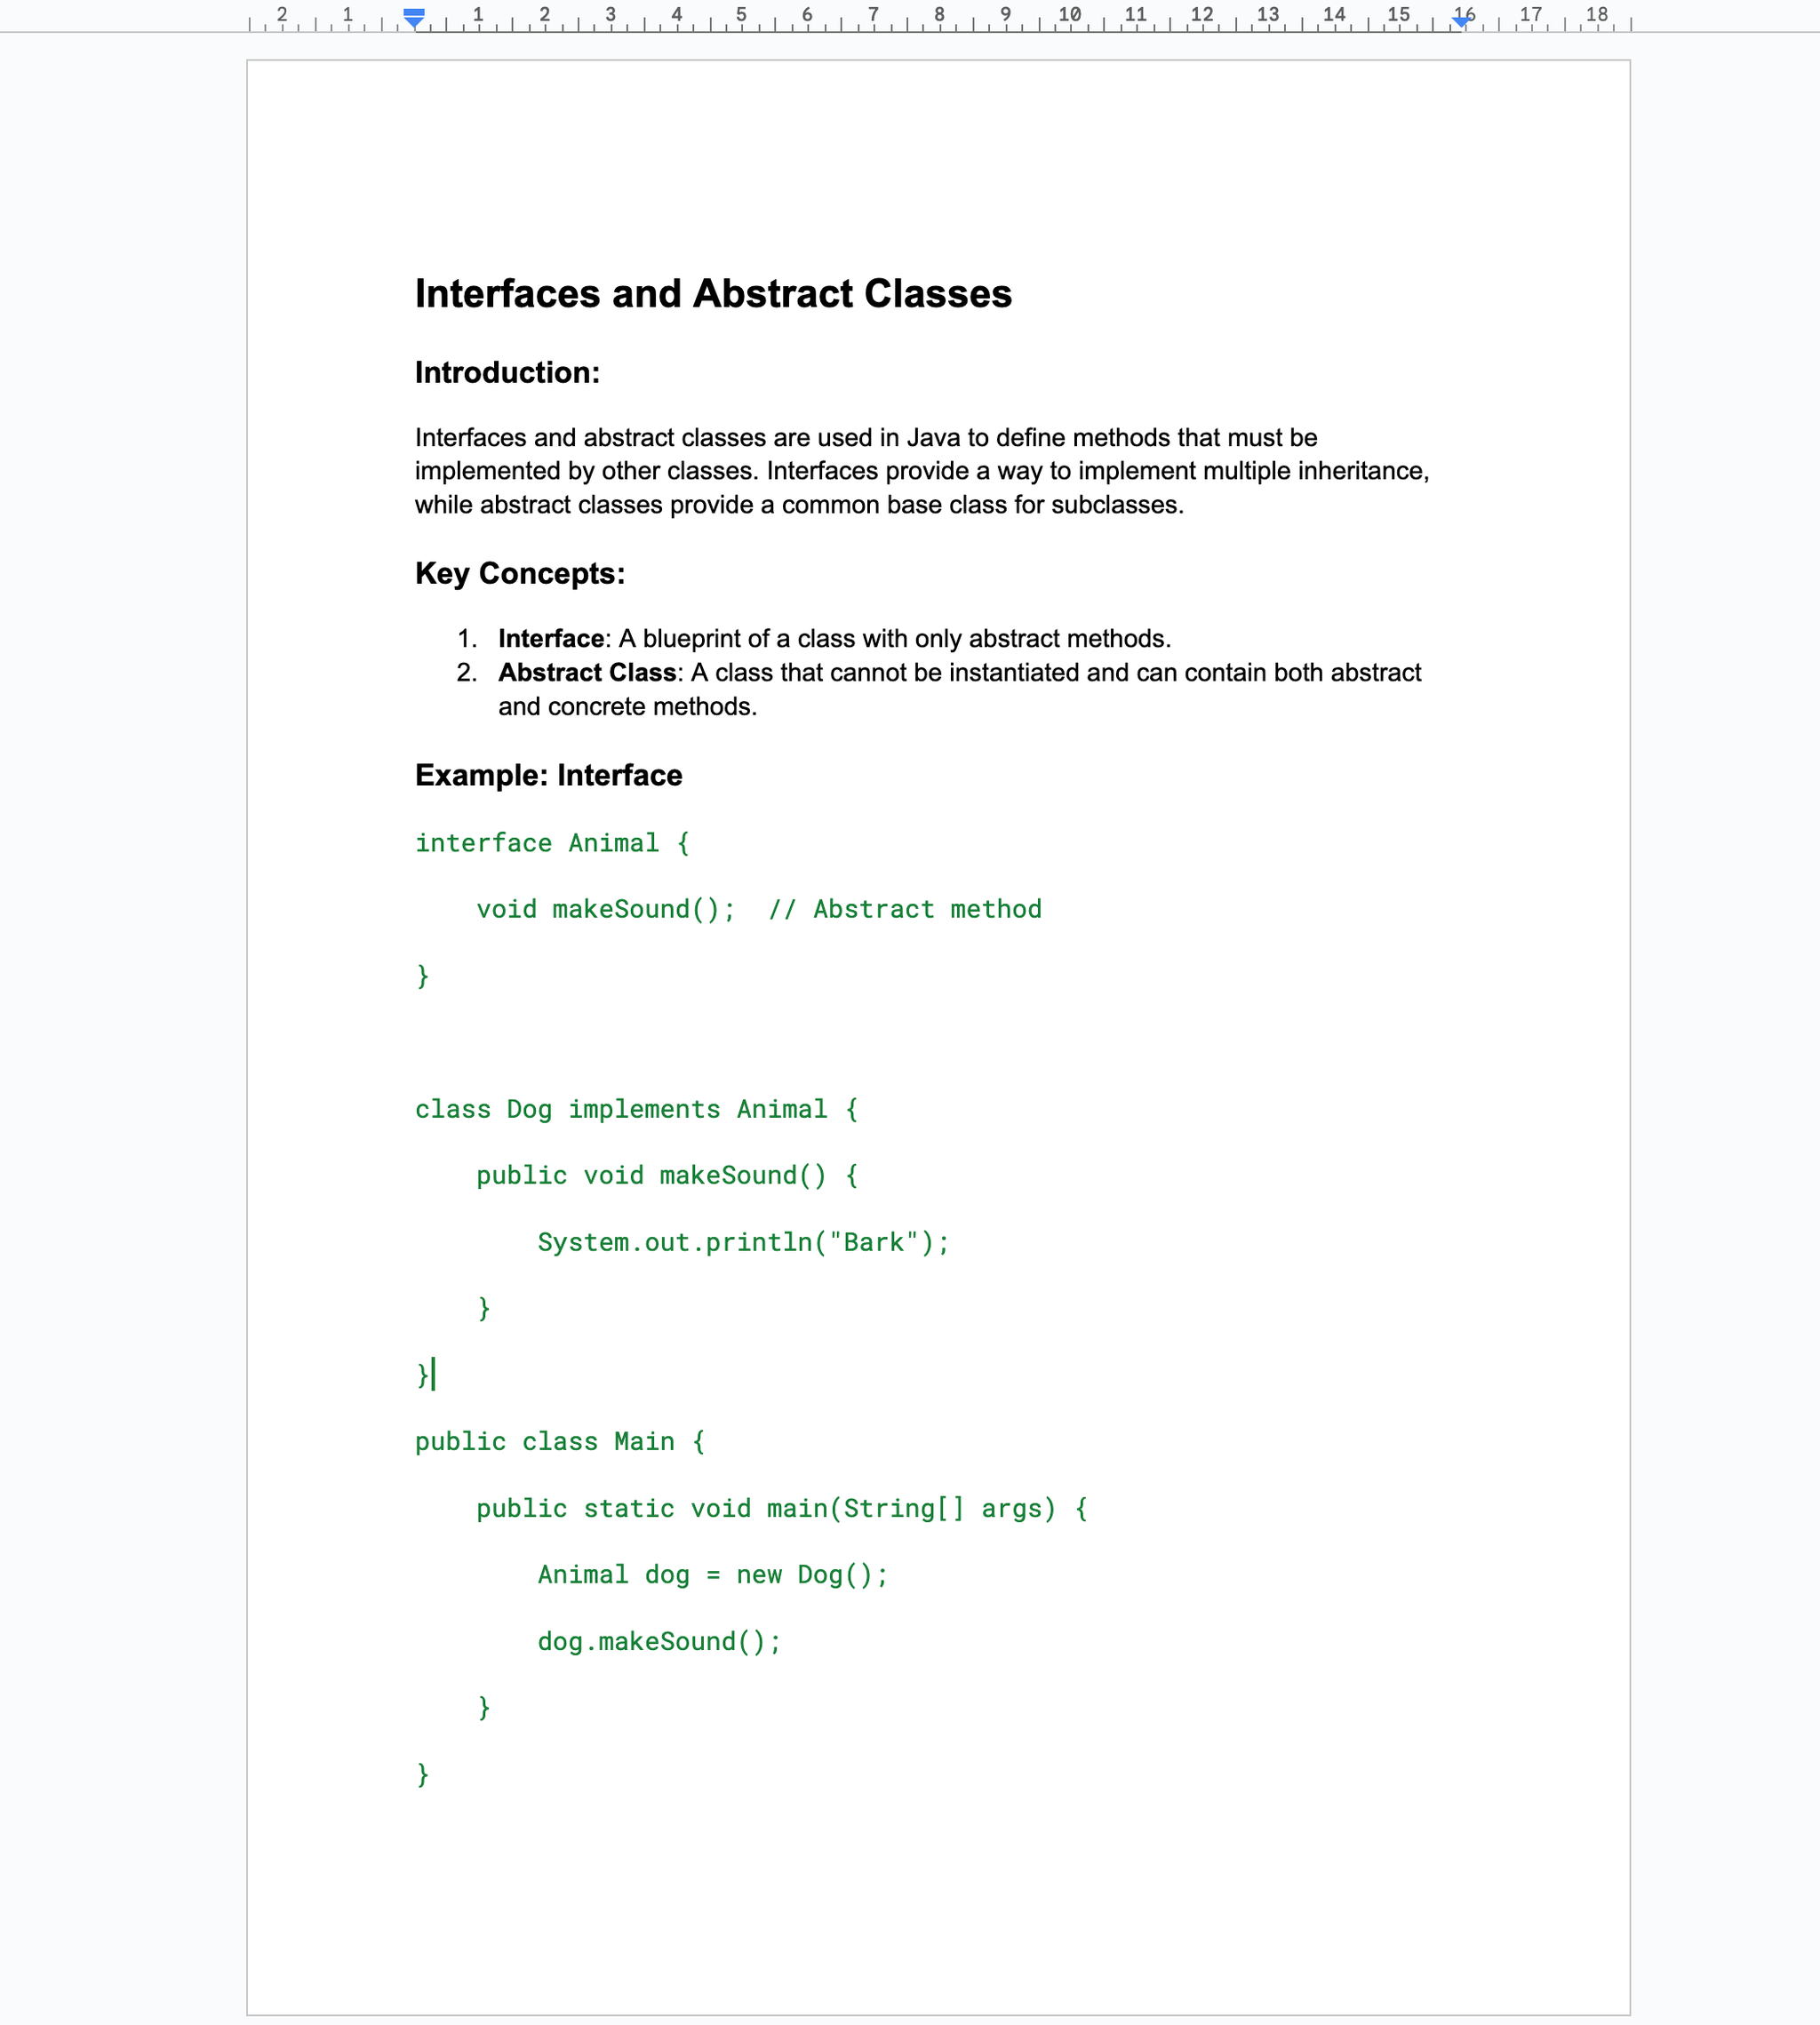 2 1 1 2 3 4 5 6 7 8 9 10 11 12 13 14 15 16 17 18
Interfaces and Abstract Classes
Introduction:
Interfaces and abstract classes are used in Java to define methods that must be
implemented by other classes. Interfaces provide a way to implement multiple inheritance,
while abstract classes provide a common base class for subclasses.
Key Concepts:
1. Interface: A blueprint of a class with only abstract methods.
2. Abstract Class: A class that cannot be instantiated and can contain both abstract
and concrete methods.
Example: Interface
interface Animal {
    void makeSound();  // Abstract method
}
class Dog implements Animal {
    public void makeSound() {
        System.out.println("Bark");
    }
}
public class Main {
    public static void main(String[] args) {
        Animal dog = new Dog();
        dog.makeSound();
    }
}